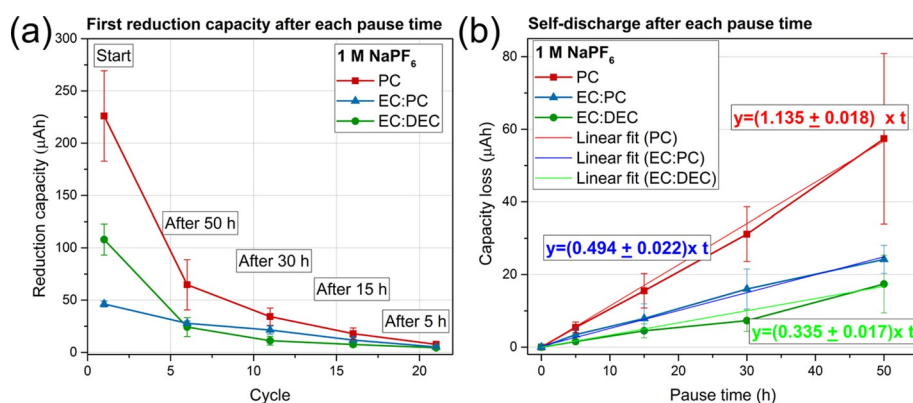 (a)
First reduction capacity after each pause time
300
250
200
150
100
50
0
Reduction capacity (µAh)
Start
1 M NaPF6
PC
EC:PC
EC:DEC
After 50 h
After 30 h
After 15 h
After 5 h
0 5 10 15 20
Cycle
(b)
Self-discharge after each pause time
80
60
40
20
0
Capacity loss (µAh)
1 M NaPF6
PC
EC:PC
EC:DEC
Linear fit (PC)
Linear fit (EC:PC)
Linear fit (EC:DEC)
y=(1.135 ± 0.018) x t
y=(0.494 ± 0.022)x t
y=(0.335 ± 0.017)x t
0 10 20 30 40 50
Pause time (h)